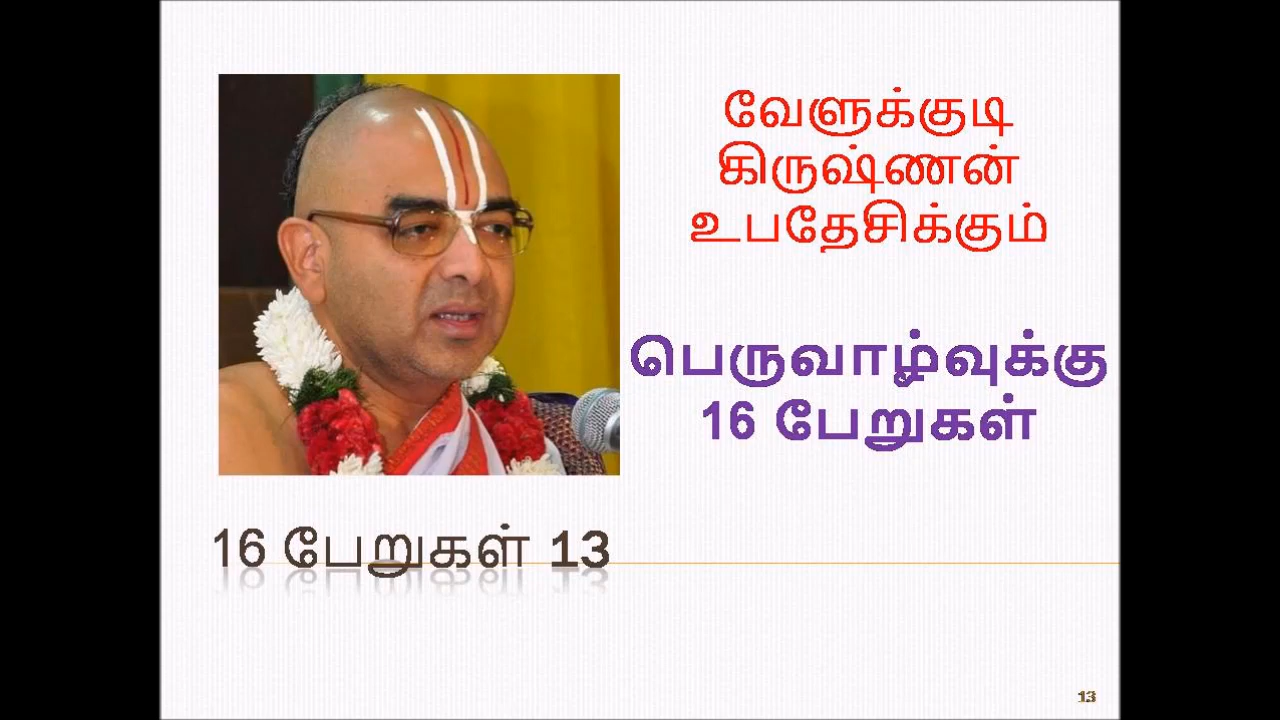 வேளுக்குடி
கிருஷ்ணன்
உபதேசிக்கும்
பெருவாழ்வுக்கு
16 பேறுகள்
16 பேறுகள் 13
13